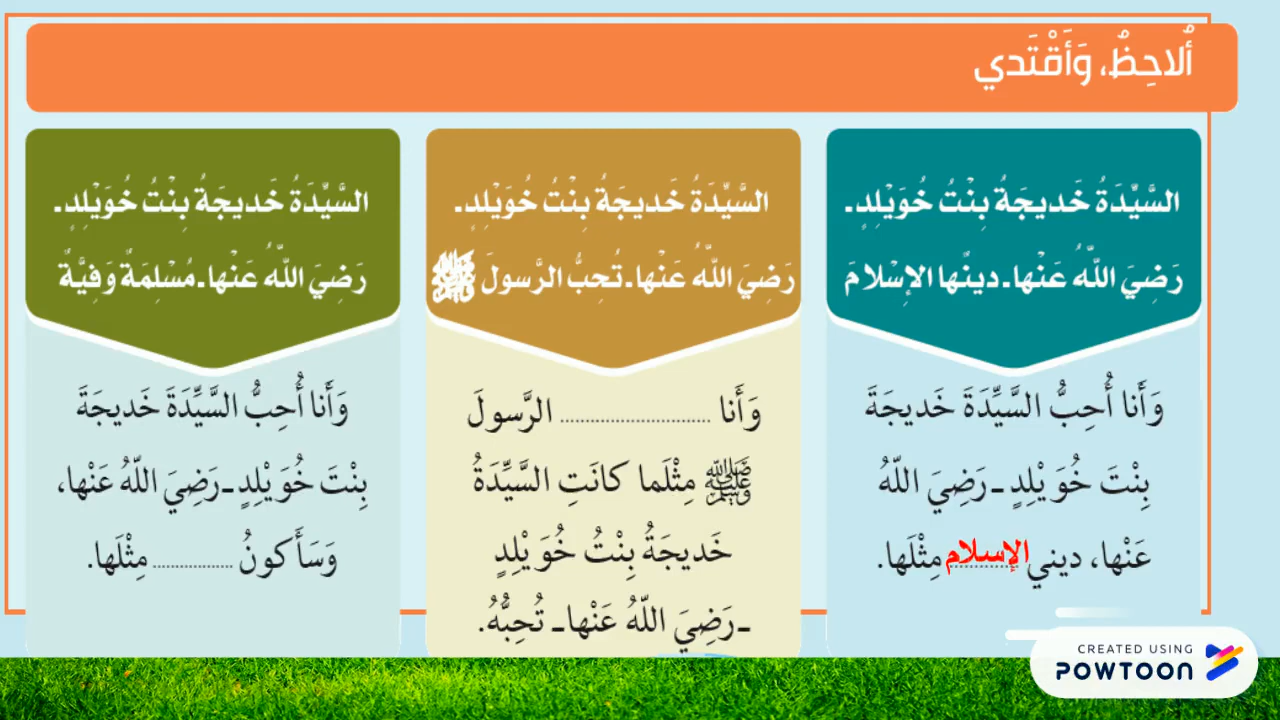 أُلاحِظُ، وَأَقْتَدي
السَّيِّدَةُ خَديجَةُ بِنْتُ خُوَيْلِدٍ ـ
رَضِيَ اللَّهُ عَنْها ـ دينُها الإِسْلامَ
وَأَنا أُحِبُّ السَّيِّدَةَ خَديجَةَ
بِنْتَ خُوَيْلِدٍ ـ رَضِيَ اللَّهُ
عَنْها، ديني الإسلام مِثْلَها.
السَّيِّدَةُ خَديجَةُ بِنْتُ خُوَيْلِدٍ ـ
رَضِيَ اللَّهُ عَنْها ـ تُحِبُّ الرَّسولَ ﷺ
وَأَنا ............................ الرَّسولَ
ﷺ مِثْلَما كانَتِ السَّيِّدَةُ
خَديجَةُ بِنْتُ خُوَيْلِدٍ
ـ رَضِيَ اللَّهُ عَنْها ـ تُحِبُّهُ.
السَّيِّدَةُ خَديجَةُ بِنْتُ خُوَيْلِدٍ ـ
رَضِيَ اللَّهُ عَنْها ـ مُسْلِمَةٌ وَفِيَّةٌ
وَأَنا أُحِبُّ السَّيِّدَةَ خَديجَةَ
بِنْتَ خُوَيْلِدٍ ـ رَضِيَ اللَّهُ عَنْها،
وَسَأَكونُ ............... مِثْلَها.
CREATED USING
POWTOON